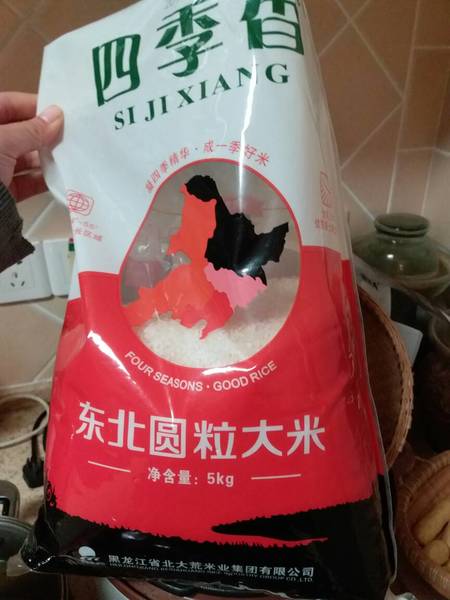 四季香
SI JI XIANG
聚四季精华·成一季好米
FOUR SEASONS·GOOD RICE
东北圆粒大米
净含量：5kg
黑龙江省北大荒米业集团有限公司